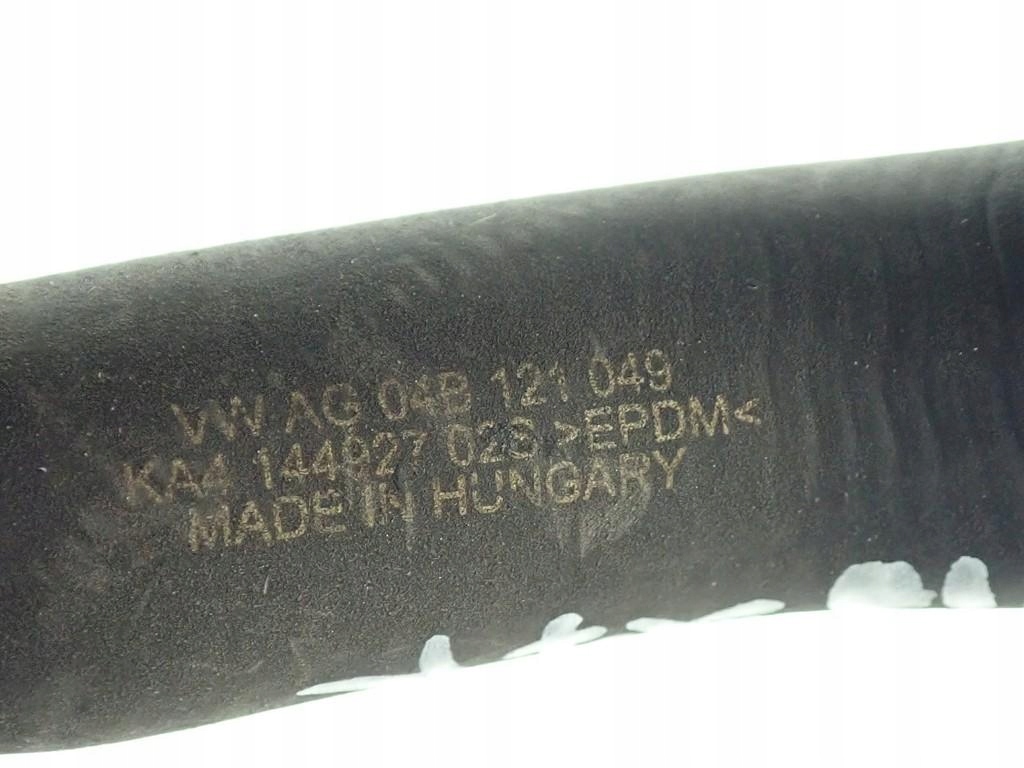 VW AG 04B 121 049
KA4 144927 023 >EPDM<
MADE IN HUNGARY